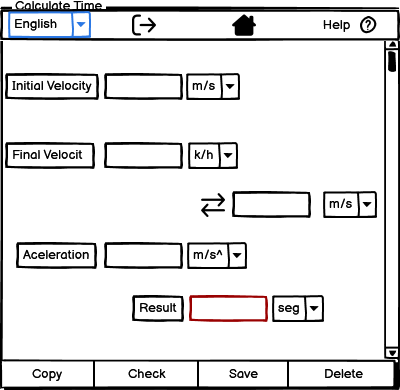 Calculate Time
English
Help ?
Initial Velocity m/s
Final Velocit k/h
m/s
Aceleration m/s^
Result seg
Copy Check Save Delete